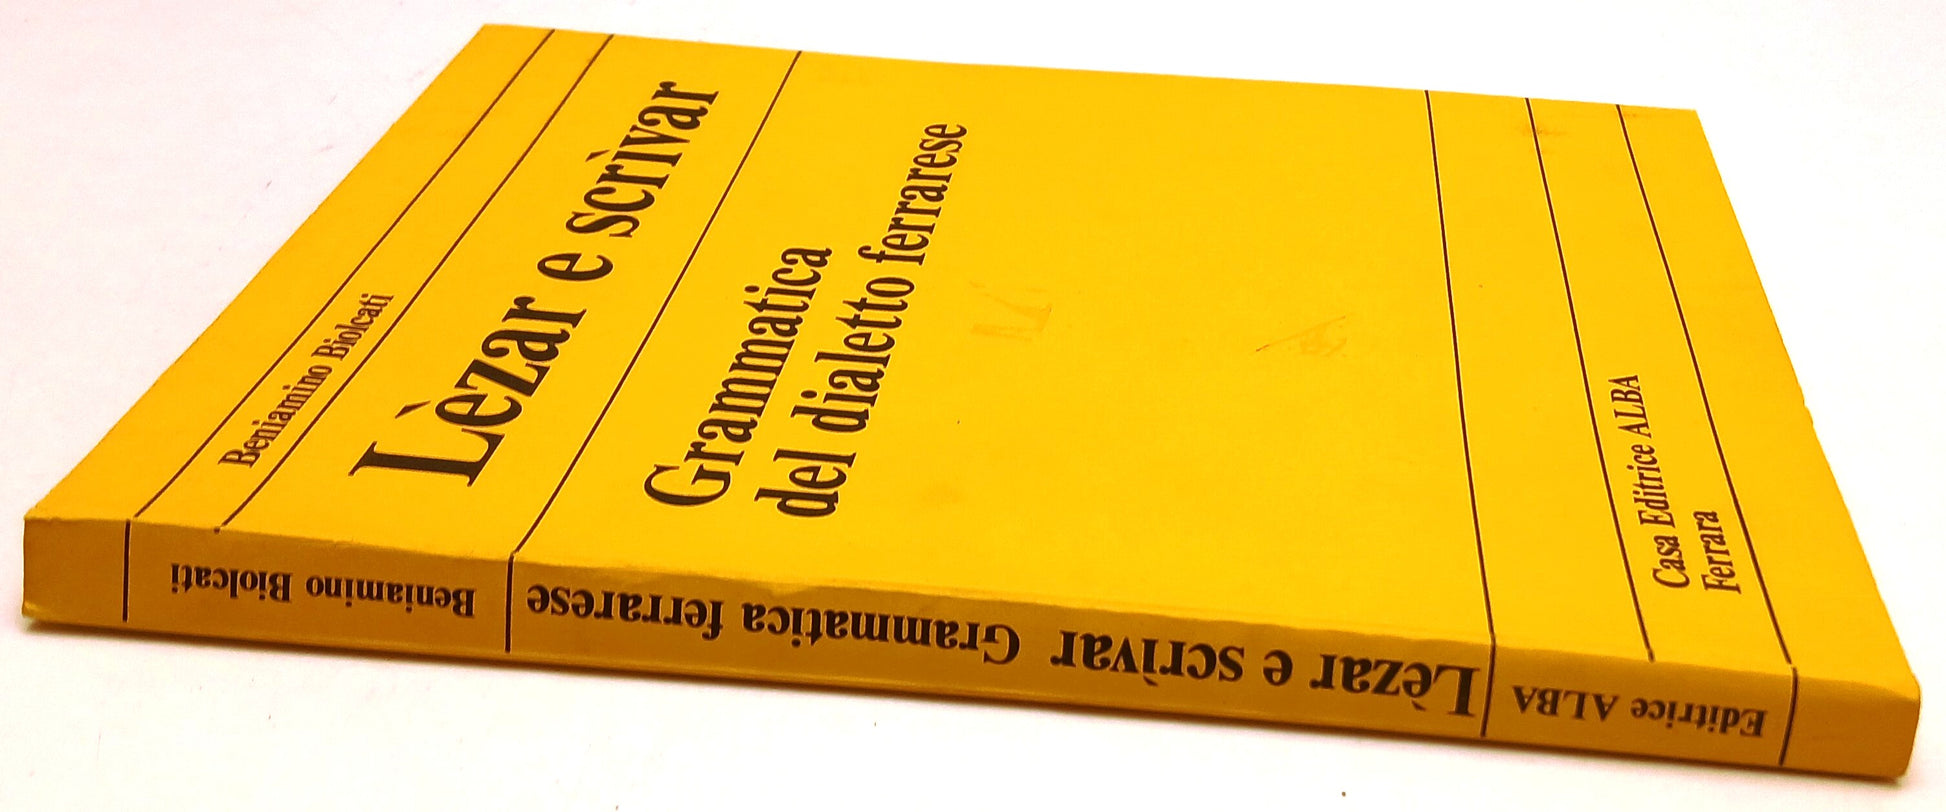 Beniamino Biolcati
Lèzar e scrìvar
Grammatica
del dialetto ferrarese
Casa Editrice ALBA
Ferrara
Editrice ALBA
Lèzar e scrìvar Grammatica ferrarese
Beniamino Biolcati